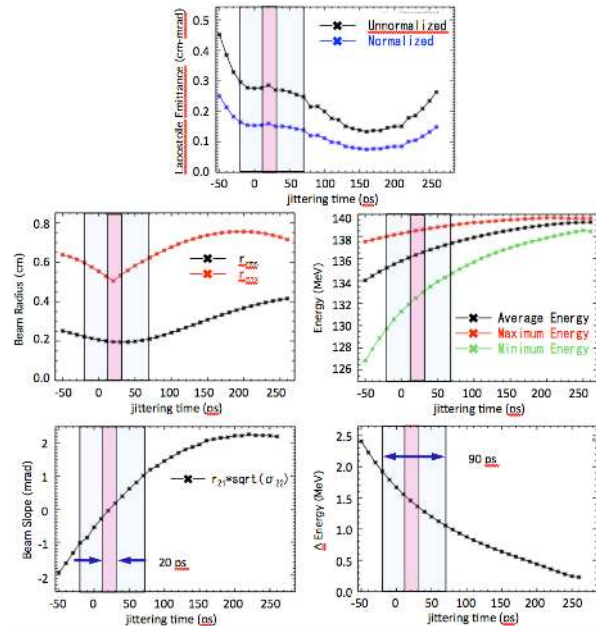 0.5
0.4
0.3
0.2
0.1
0.0
Lancestolle Emittance (cm-mrad)
Unnormalized
Normalized
-50 0 50 100 150 200 250
jittering time (ps)
0.8
0.6
0.4
0.2
0.0
Beam Radius (cm)
r_rms
r_max
-50 0 50 100 150 200 250
jittering time (ps)
140
138
136
134
132
130
128
126
Energy (MeV)
Average Energy
Maximum Energy
Minimum Energy
-50 0 50 100 150 200 250
jittering time (ps)
2
1
0
-1
-2
Beam Slope (mrad)
r21*sqrt(σ22)
20 ps
-50 0 50 100 150 200 250
jittering time (ps)
2.5
2.0
1.5
1.0
0.5
0.0
Δ Energy (MeV)
90 ps
-50 0 50 100 150 200 250
jittering time (ps)